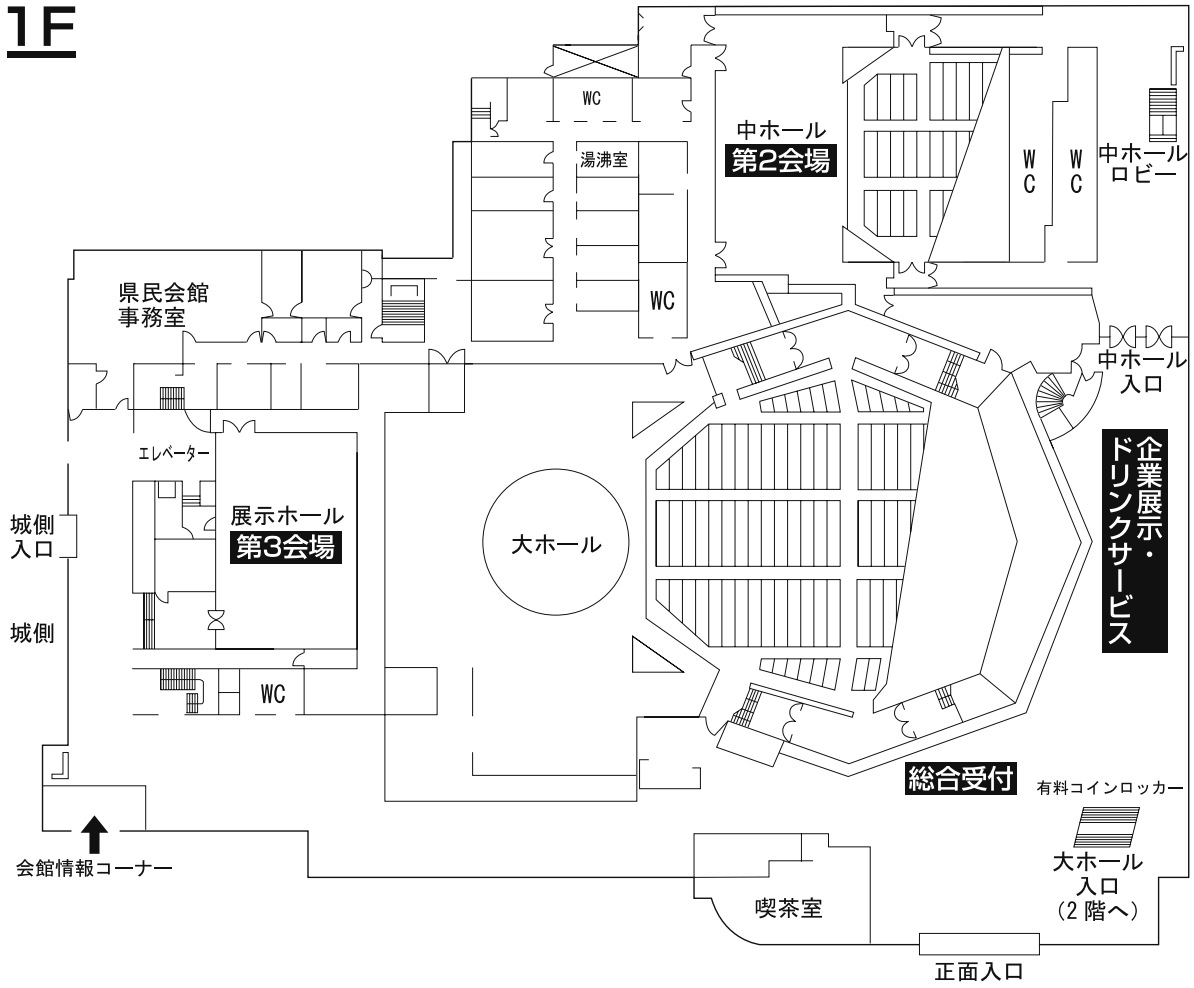 1F
WC
湯沸室
中ホール
第2会場
WC
WC
中ホール
ロビー
県民会館
事務室
WC
中ホール
入口
エレベーター
企業展示・
ドリンクサービス
城側
入口
展示ホール
第3会場
大ホール
城側
WC
総合受付
有料コインロッカー
会館情報コーナー
大ホール
入口
(2階へ)
喫茶室
正面入口